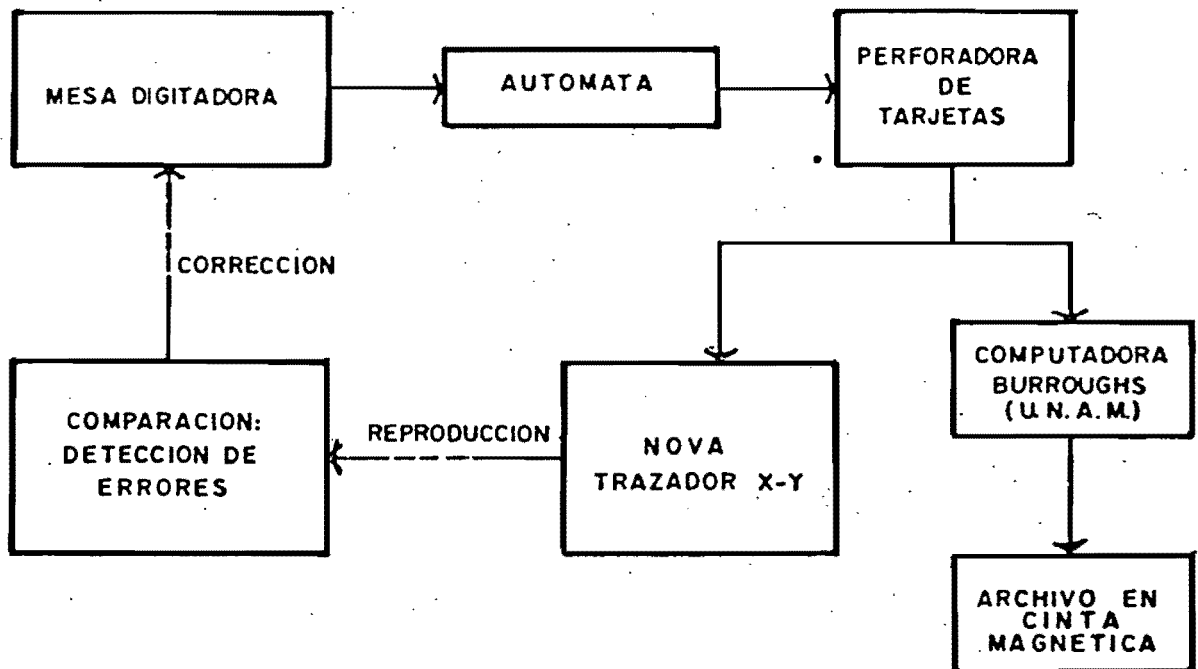 MESA DIGITADORA
AUTOMATA
PERFORADORA
DE
TARJETAS
CORRECCION
COMPUTADORA
BURROUGHS
(U.N.A.M.)
COMPARACION:
DETECCION DE
ERRORES
REPRODUCCION
NOVA
TRAZADOR X-Y
ARCHIVO EN
CINTA
MAGNETICA